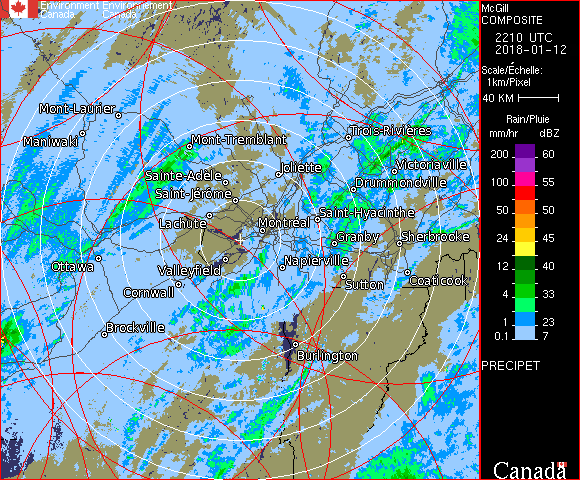 Environment Environnement
Canada Canada
McGill
COMPOSITE
2210 UTC
2018-01-12
Scale/Échelle:
1km/Pixel
40 KM
Rain/Pluie
mm/hr dBZ
200 60
100 55
50 50
24 45
12 40
4 33
1 23
0.1 7
PRECIPET
Canada
Mont-Laurier
Maniwaki
Mont-Tremblant
Trois-Rivières
Joliette
Victoriaville
Sainte-Adèle
Drummondville
Saint-Jérôme
Lachute
Saint-Hyacinthe
Montréal
Granby
Sherbrooke
Ottawa
Valleyfield
Napierville
Cornwall
Sutton
Coaticook
Brockville
Burlington